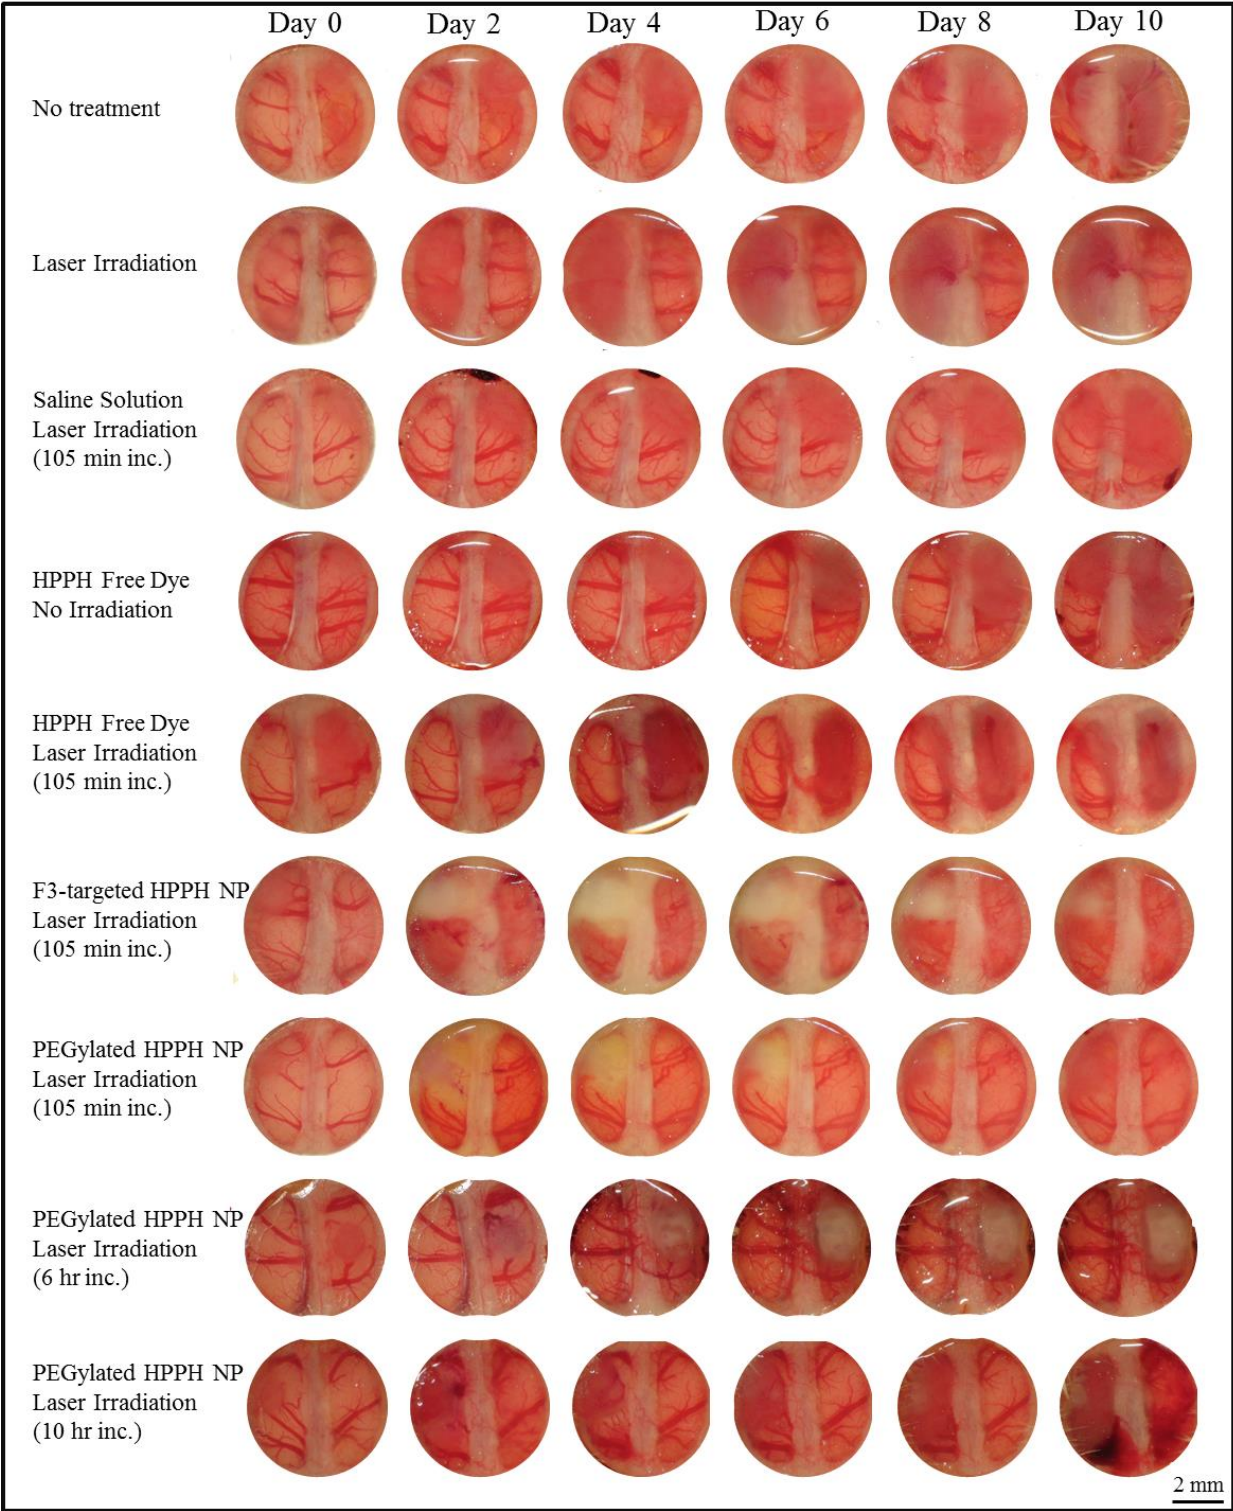 Day 0 Day 2 Day 4 Day 6 Day 8 Day 10
No treatment
Laser Irradiation
Saline Solution
Laser Irradiation
(105 min inc.)
HPPH Free Dye
No Irradiation
HPPH Free Dye
Laser Irradiation
(105 min inc.)
F3-targeted HPPH NP
Laser Irradiation
(105 min inc.)
PEGylated HPPH NP
Laser Irradiation
(105 min inc.)
PEGylated HPPH NP
Laser Irradiation
(6 hr inc.)
PEGylated HPPH NP
Laser Irradiation
(10 hr inc.)
2 mm